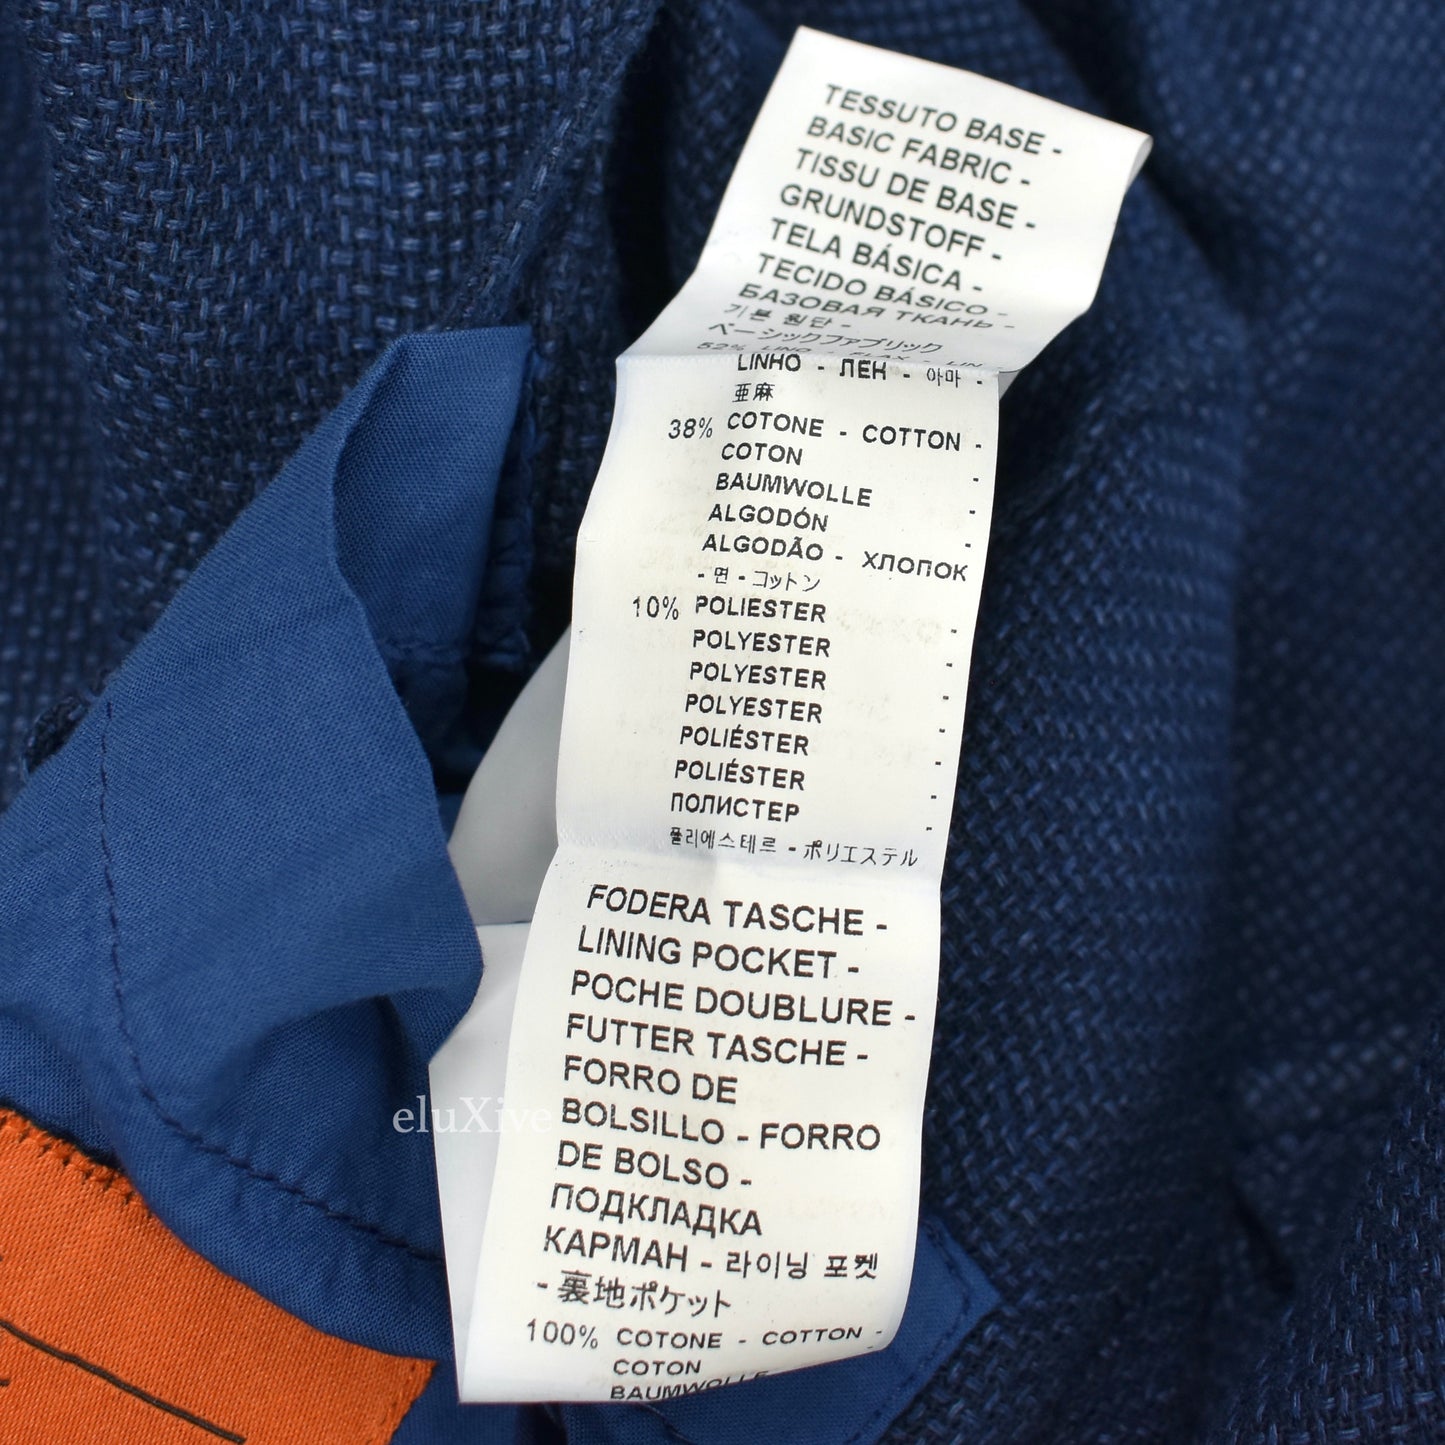 TESSUTO BASE -
BASIC FABRIC -
TISSU DE BASE -
GRUNDSTOFF -
TELA BÁSICA -
TECIDO BÁSICO -
БАЗОВАЯ ТКАНЬ -
기본 원단 -
ベーシックファブリック
52% LINO - FLAX - LIN -
LINHO - ЛЕН - 아마 -
亜麻
38% COTONE - COTTON -
COTON -
BAUMWOLLE -
ALGODÓN -
ALGODÃO - ХЛОПОК
- 면 - コットン
10% POLIESTER -
POLYESTER -
POLYESTER -
POLYESTER -
POLIÉSTER -
POLIÉSTER -
ПОЛИСТЕР -
폴리에스테르 - ポリエステル
FODERA TASCHE -
LINING POCKET -
POCHE DOUBLURE -
FUTTER TASCHE -
FORRO DE
BOLSILLO - FORRO
DE BOLSO -
ПОДКЛАДКА
КАРМАН - 라이닝 포켓
- 裏地ポケット
100% COTONE - COTTON -
COTON
BAUMWOLLE -
eluXive